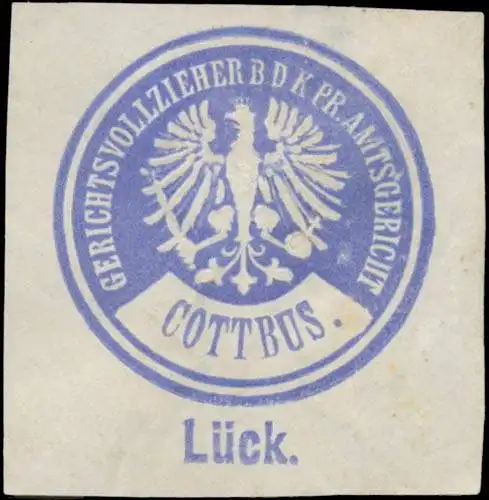 GERICHTSVOLLZIEHER B D K PR. AMTSGERICHT
COTTBUS.
Lück.